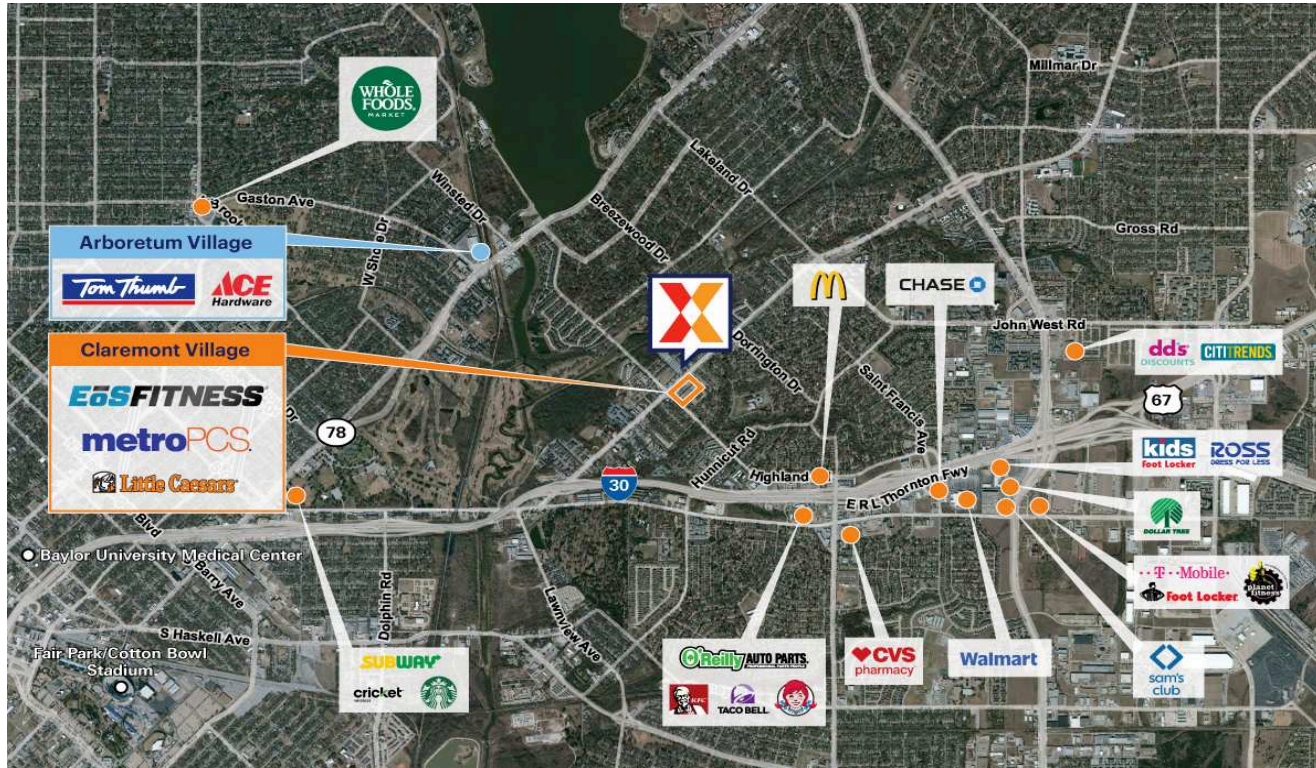 Millmar Dr
WHOLE
FOODS
MARKET
Lakeland Dr
Winsted Dr
Gaston Ave
Breezewood Dr
Gross Rd
W Shore Dr
Arboretum Village
Tom Thumb
ACE
Hardware
CHASE
John West Rd
dd's
DISCOUNTS
CITITRENDS
Dorrington Dr
Claremont Village
Saint Francis Ave
EōSFITNESS
67
metroPCS.
78
Dr
kids
Foot Locker
ROSS
DRESS FOR LESS
Hunnicut Rd
Highland
Little Caesars
30
E R L Thornton Fwy
DOLLAR TREE
Blvd
Baylor University Medical Center
T-Mobile
Barry Ave
Foot Locker
planet
fitness
Dolphin Rd
Lawnview Ave
S Haskell Ave
Fair Park/Cotton Bowl
Stadium
SUBWAY
cricket
O'Reilly AUTO PARTS
KFC
TACO BELL
Wendy's
CVS
pharmacy
Walmart
sam's
club